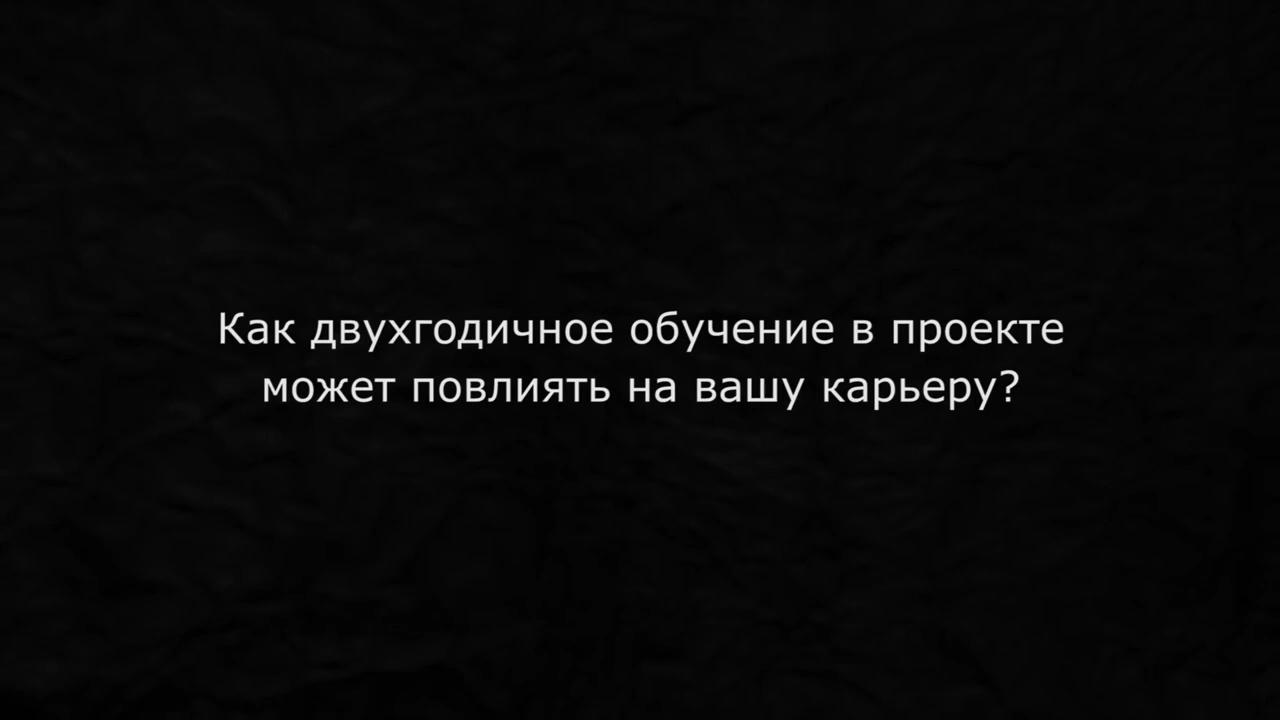 Как двухгодичное обучение в проекте
может повлиять на вашу карьеру?